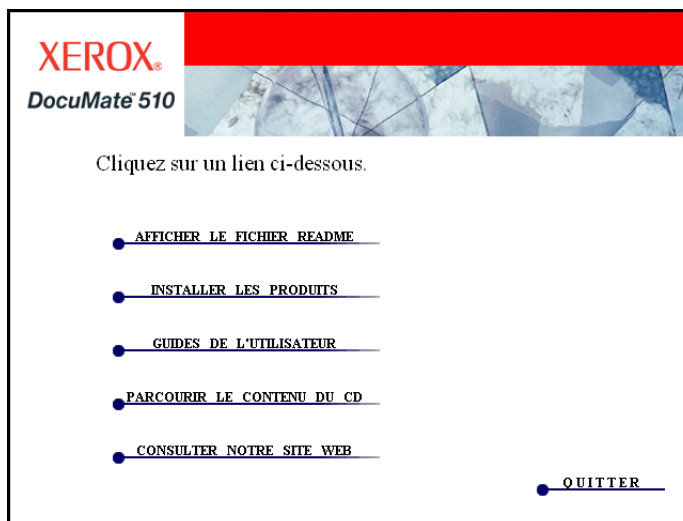 XEROX®
DocuMate™ 510
Cliquez sur un lien ci-dessous.
AFFICHER LE FICHIER README
INSTALLER LES PRODUITS
GUIDES DE L'UTILISATEUR
PARCOURIR LE CONTENU DU CD
CONSULTER NOTRE SITE WEB
QUITTER